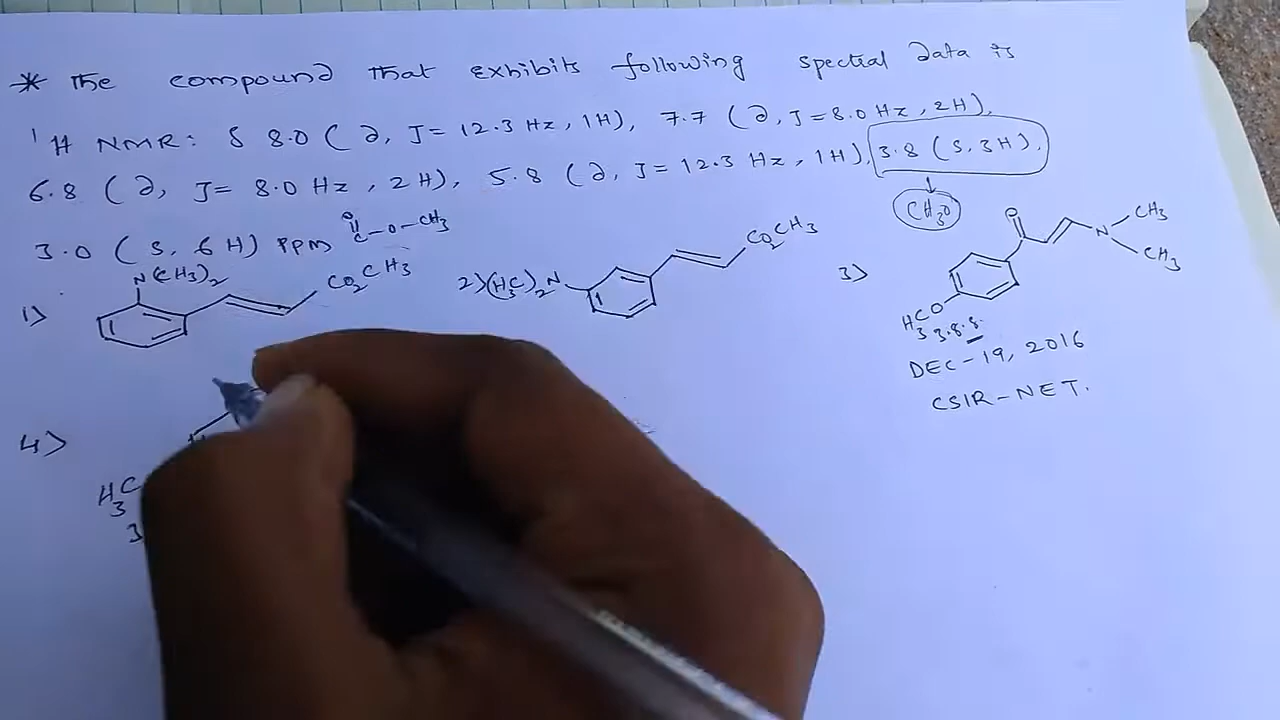 * The compound that exhibits following spectral data is
¹H NMR: δ 8.0 (d, J = 12.3 Hz, 1H), 7.7 (d, J = 8.0 Hz, 2H),
6.8 (d, J = 8.0 Hz, 2H), 5.8 (d, J = 12.3 Hz, 1H), 3.8 (s, 3H),
CH₃O
3.0 (s, 6H) ppm
O
C-O-CH₃
1) N(CH₃)₂ CO₂CH₃
2) (H₃C)₂N CO₂CH₃
3) O N CH₃ CH₃
H₃CO
3.8 s.
DEC-19, 2016
CSIR-NET.
4)
H₃C
3